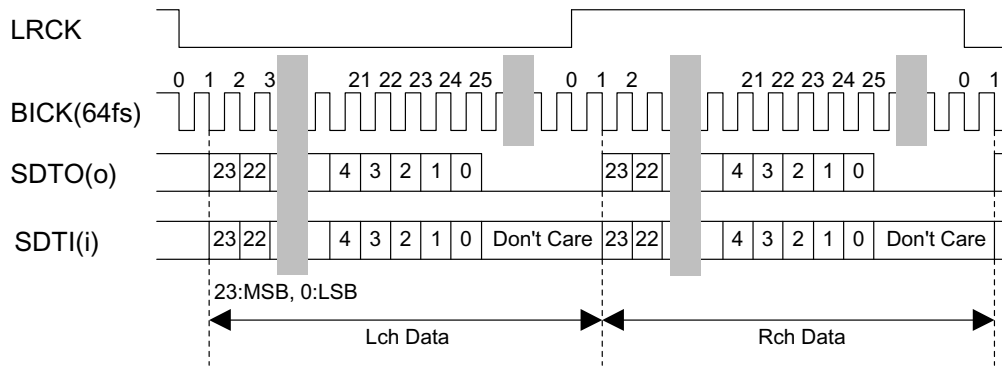 LRCK
0 1 2 3 21 22 23 24 25 0 1 2 21 22 23 24 25 0 1
BICK(64fs)
SDTO(o) 23 22 4 3 2 1 0 23 22 4 3 2 1 0
SDTI(i) 23 22 4 3 2 1 0 Don't Care 23 22 4 3 2 1 0 Don't Care
23:MSB, 0:LSB
Lch Data Rch Data